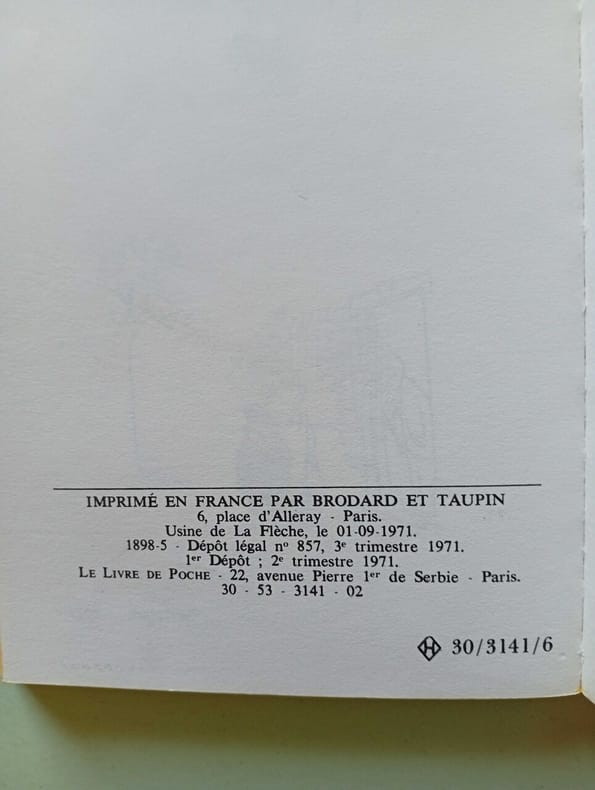 IMPRIMÉ EN FRANCE PAR BRODARD ET TAUPIN
6, place d'Alleray - Paris.
Usine de La Flèche, le 01-09-1971.
1898-5 - Dépôt légal nº 857, 3e trimestre 1971.
1er Dépôt ; 2e trimestre 1971.
LE LIVRE DE POCHE - 22, avenue Pierre 1er de Serbie - Paris.
30 - 53 - 3141 - 02
30/3141/6